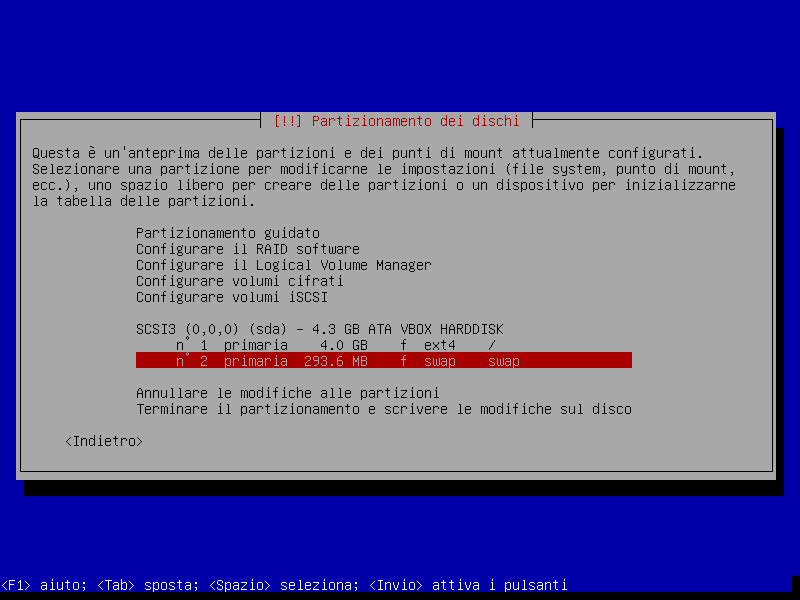 [!!] Partizionamento dei dischi
Questa è un'anteprima delle partizioni e dei punti di mount attualmente configurati.
Selezionare una partizione per modificarne le impostazioni (file system, punto di mount,
ecc.), uno spazio libero per creare delle partizioni o un dispositivo per inizializzarne
la tabella delle partizioni.
Partizionamento guidato
Configurare il RAID software
Configurare il Logical Volume Manager
Configurare volumi cifrati
Configurare volumi iSCSI
SCSI3 (0,0,0) (sda) - 4.3 GB ATA VBOX HARDDISK
n° 1 primaria 4.0 GB f ext4 /
n° 2 primaria 293.6 MB f swap swap
Annullare le modifiche alle partizioni
Terminare il partizionamento e scrivere le modifiche sul disco
<Indietro>
<F1> aiuto; <Tab> sposta; <Spazio> seleziona; <Invio> attiva i pulsanti